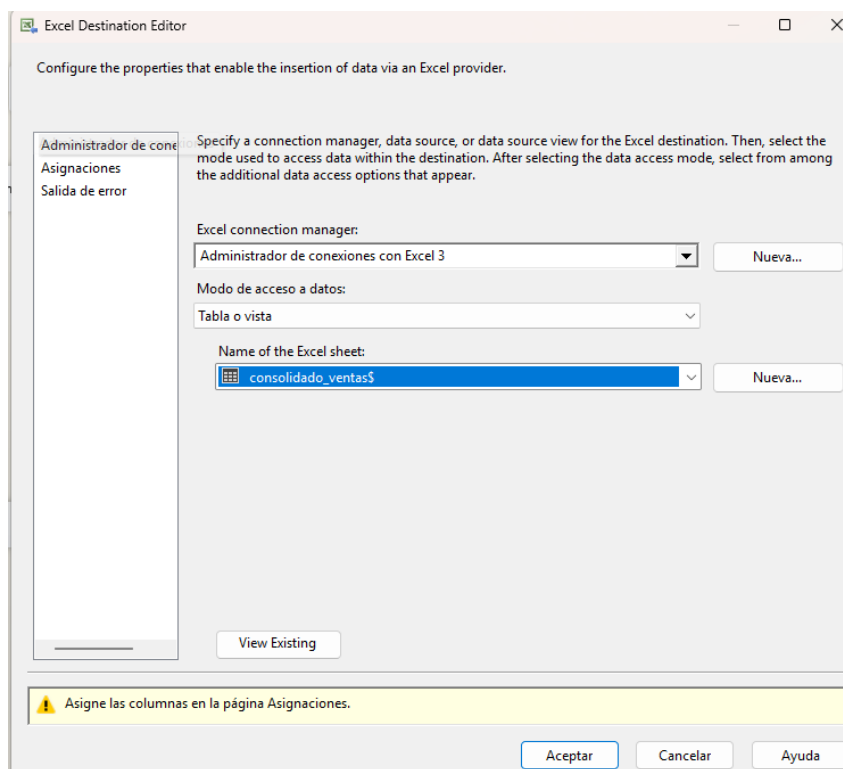 Excel Destination Editor
Configure the properties that enable the insertion of data via an Excel provider.
Administrador de cone
Asignaciones
Salida de error
Specify a connection manager, data source, or data source view for the Excel destination. Then, select the
mode used to access data within the destination. After selecting the data access mode, select from among
the additional data access options that appear.
Excel connection manager:
Administrador de conexiones con Excel 3
Nueva...
Modo de acceso a datos:
Tabla o vista
Name of the Excel sheet:
consolidado_ventas$
Nueva...
View Existing
Asigne las columnas en la página Asignaciones.
Aceptar
Cancelar
Ayuda